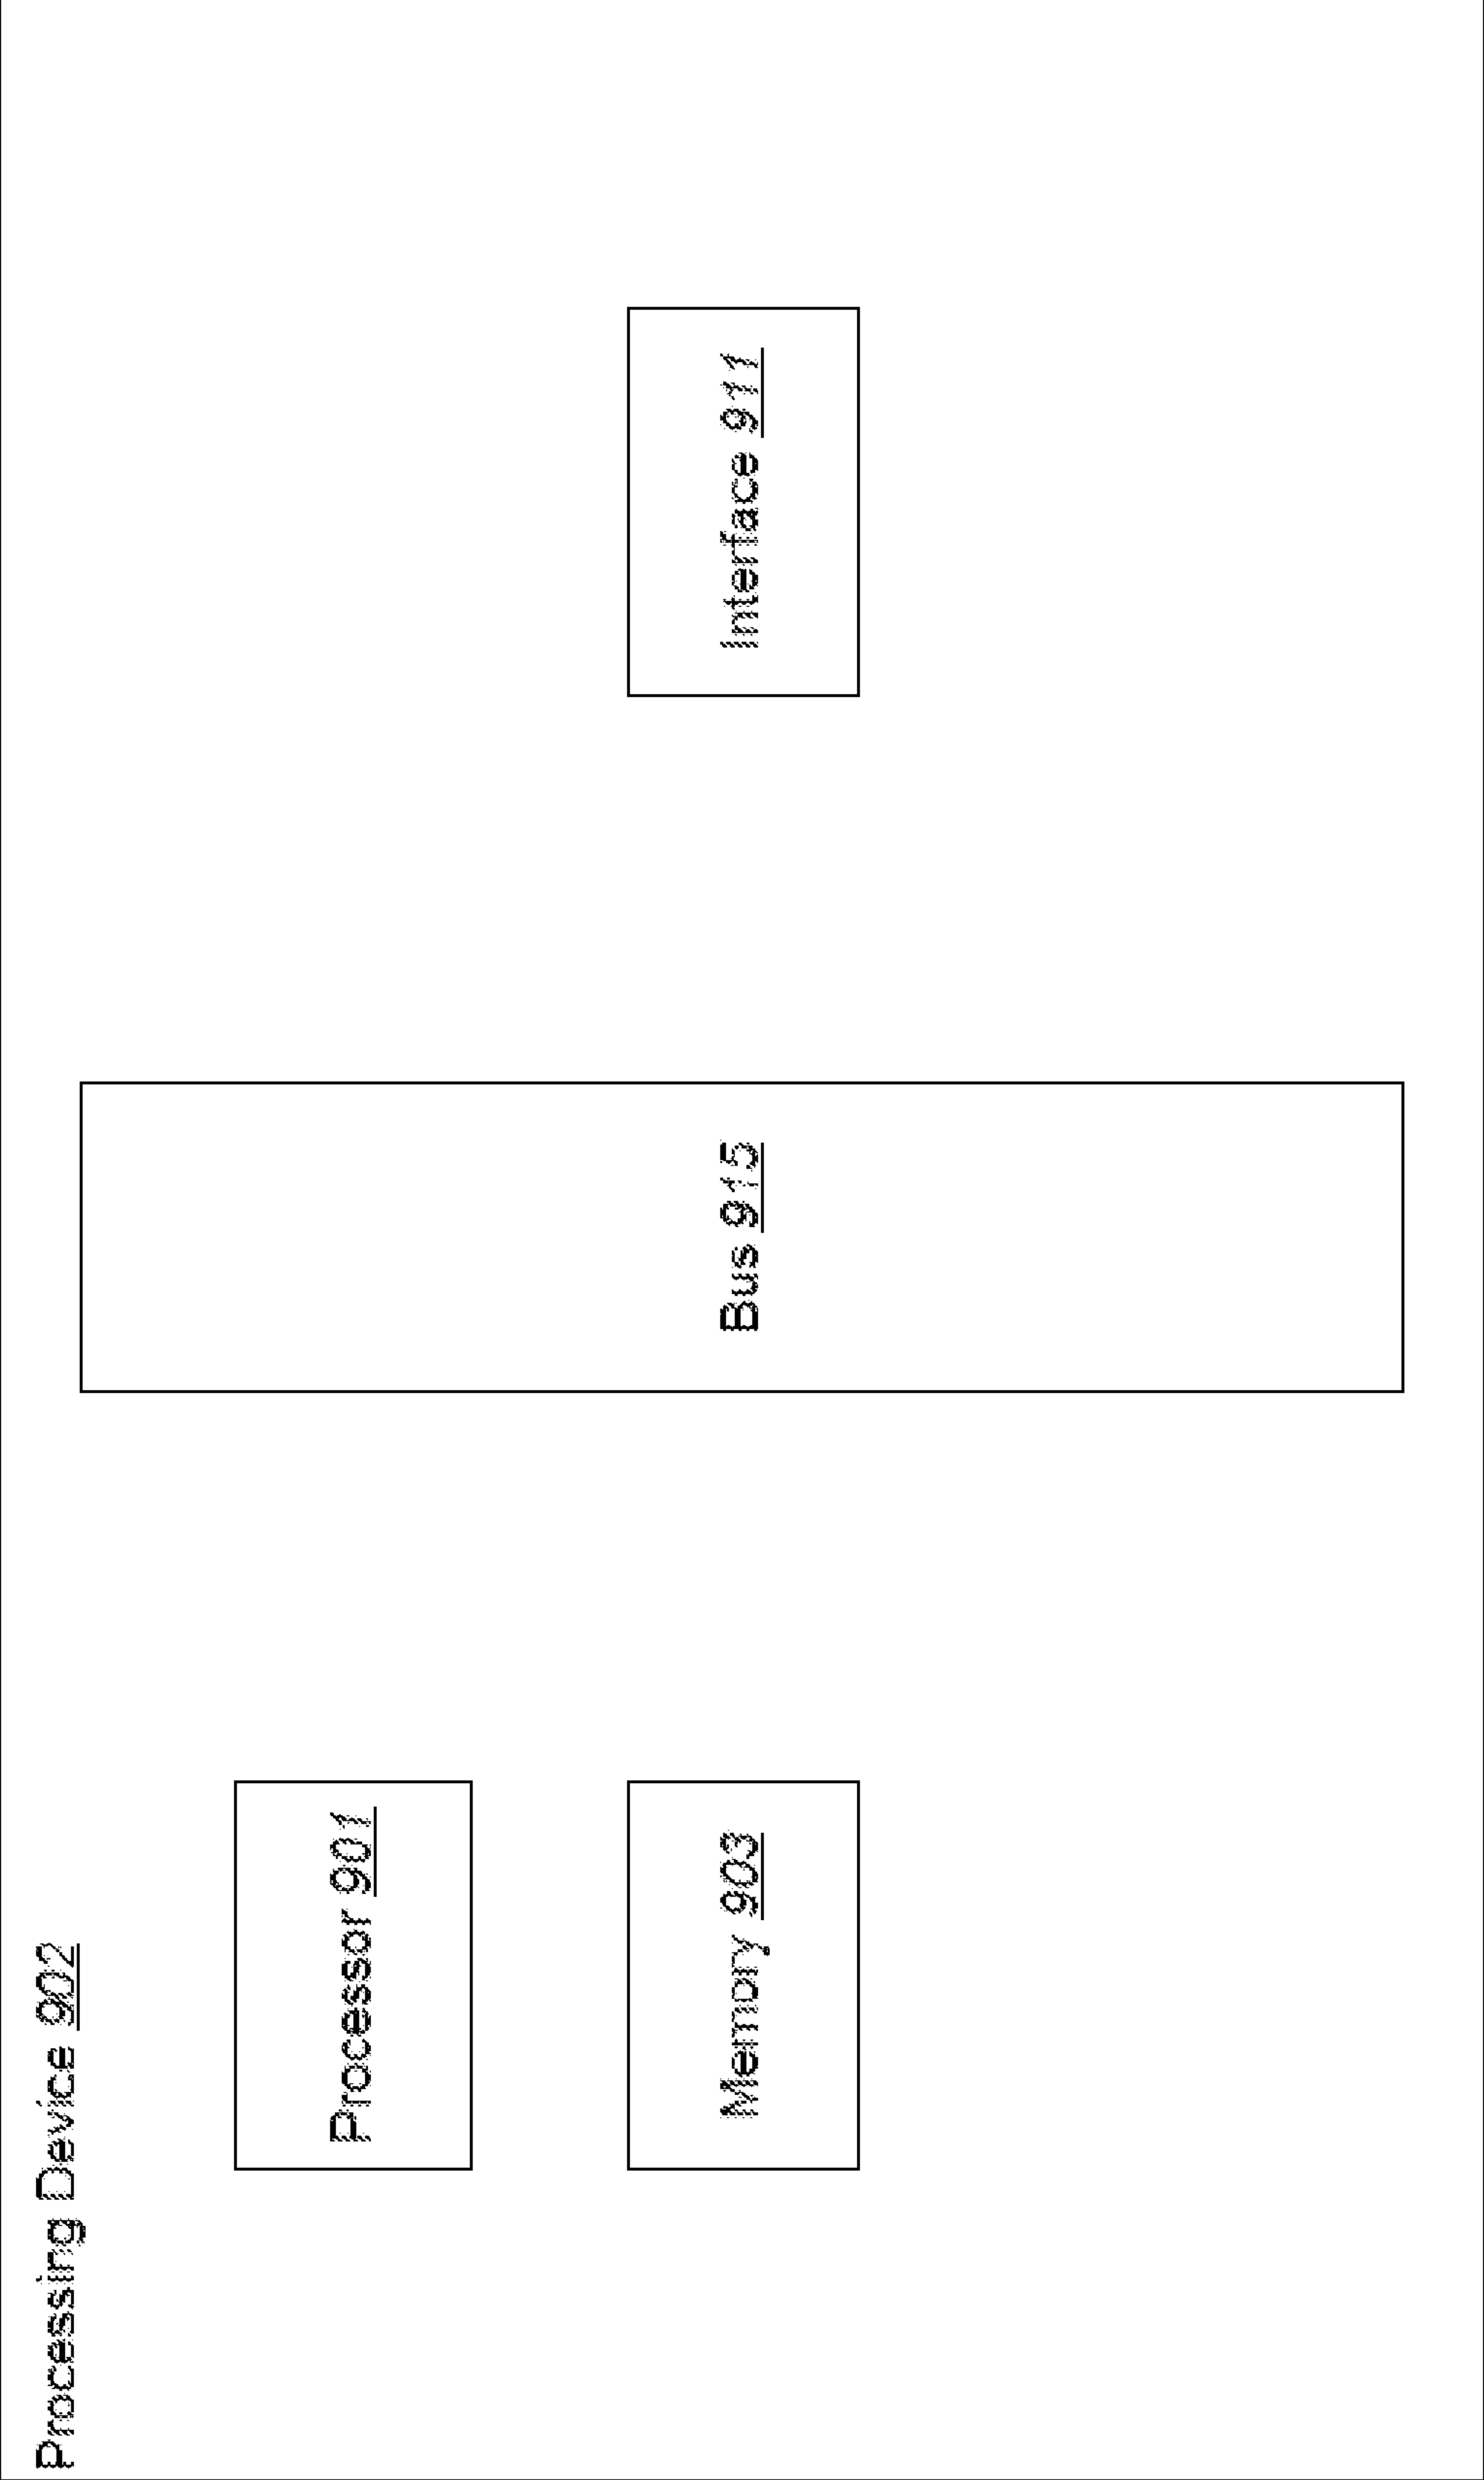 Processing Device 902
Processor 901
Memory 903
Bus 915
Interface 911